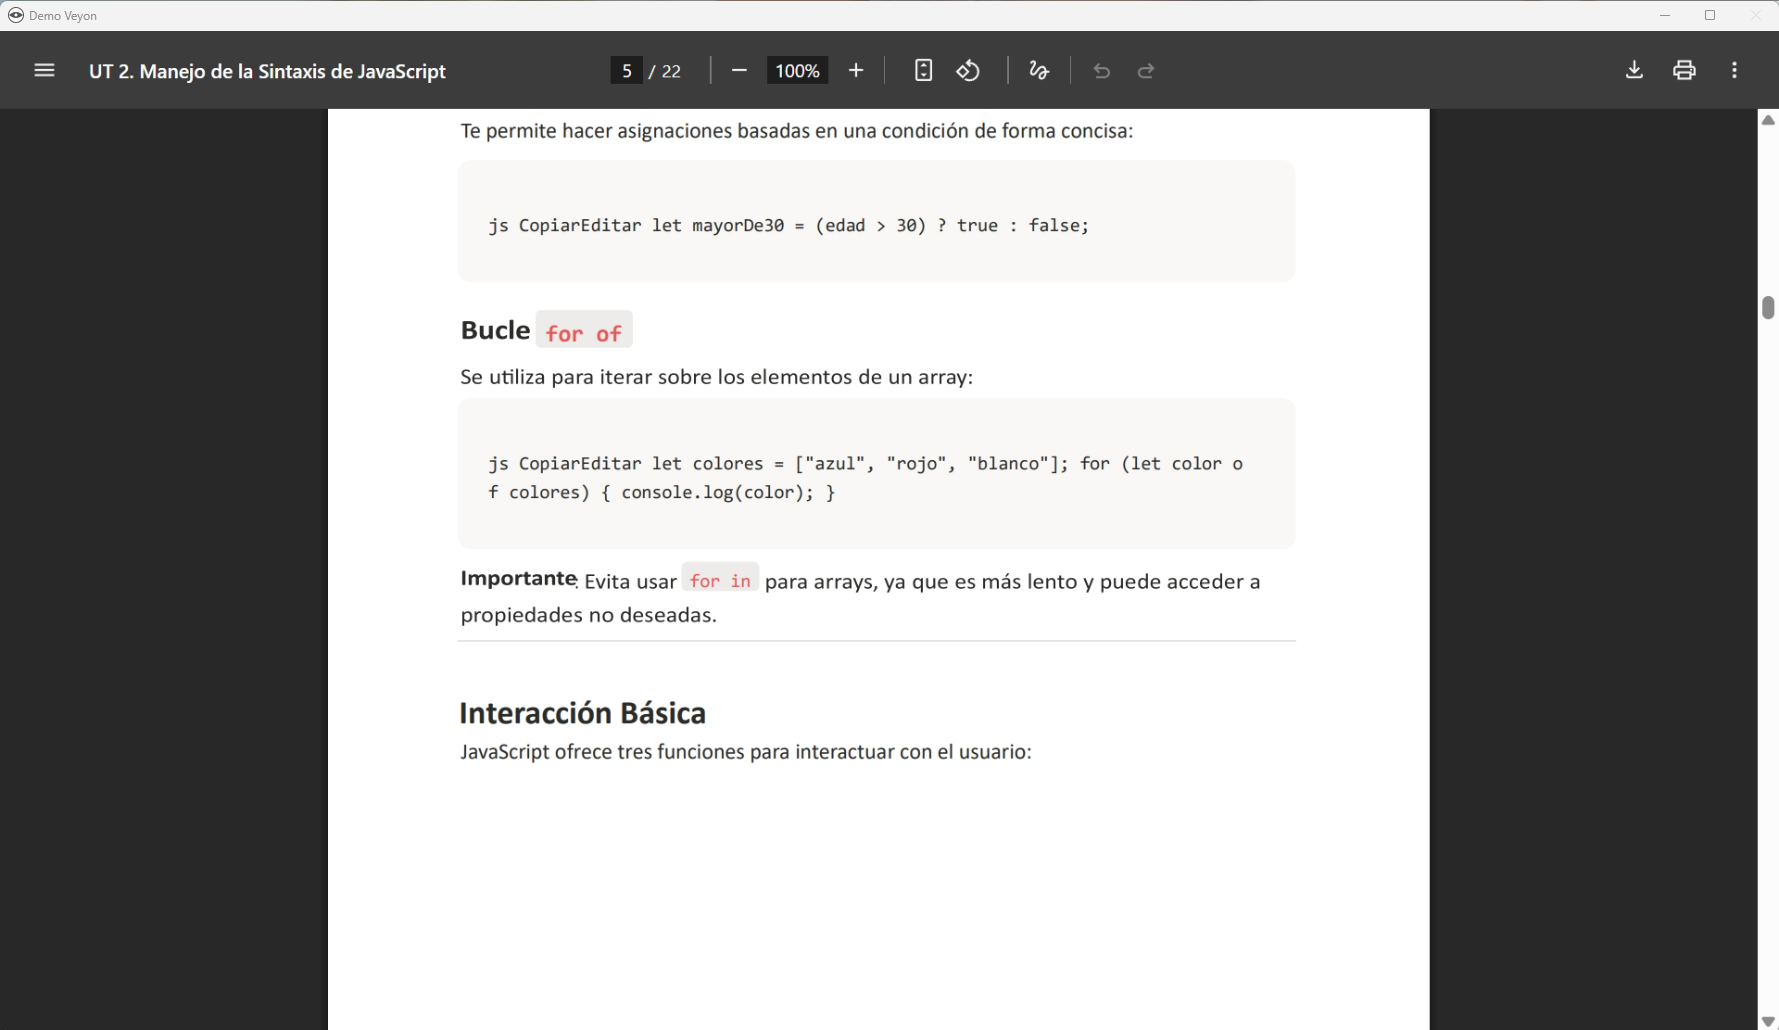 Demo Veyon
UT 2. Manejo de la Sintaxis de JavaScript
5 / 22
100%
Te permite hacer asignaciones basadas en una condición de forma concisa:
js CopiarEditar let mayorDe30 = (edad > 30) ? true : false;
Bucle for of
Se utiliza para iterar sobre los elementos de un array:
js CopiarEditar let colores = ["azul", "rojo", "blanco"]; for (let color o
f colores) { console.log(color); }
Importante: Evita usar for in para arrays, ya que es más lento y puede acceder a
propiedades no deseadas.
Interacción Básica
JavaScript ofrece tres funciones para interactuar con el usuario: